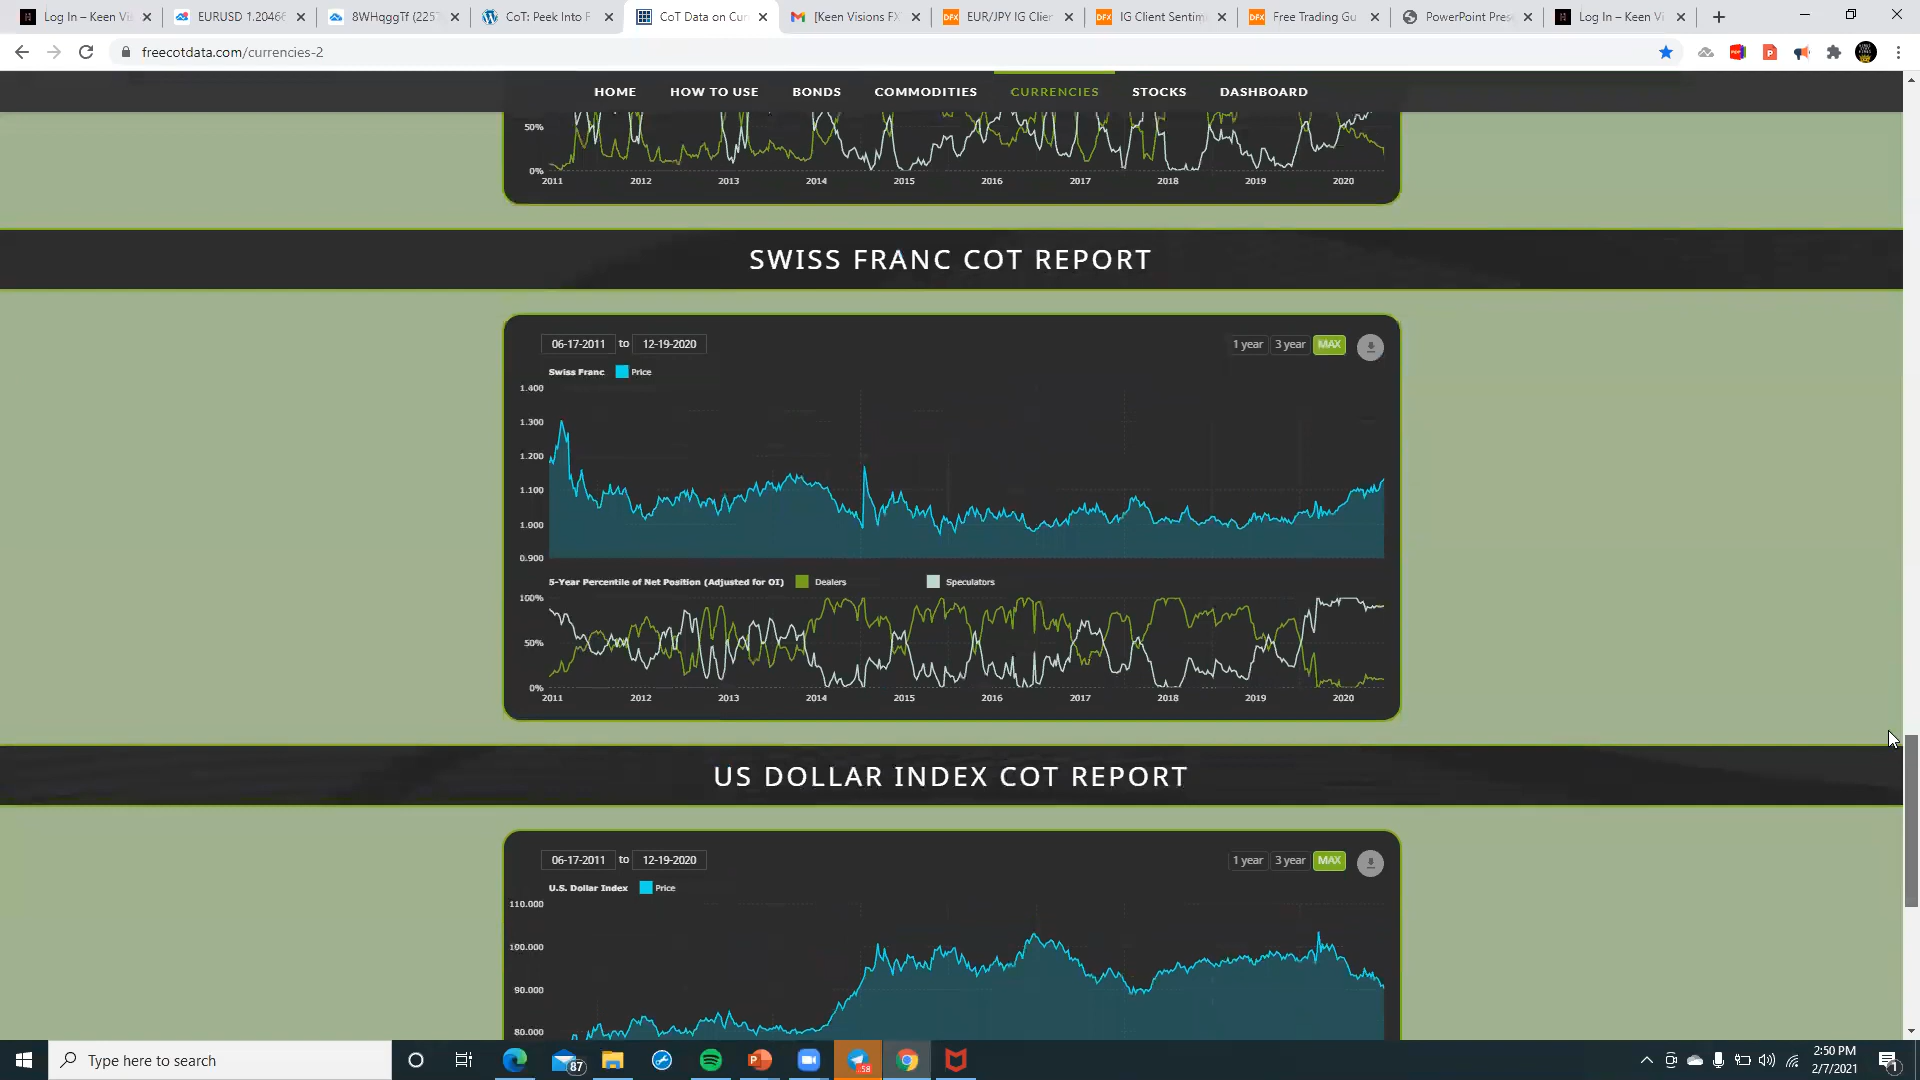 Log In – Keen Vi
EURUSD 1.20466
8WHqggTf (225
CoT: Peek Into F
CoT Data on Cur
[Keen Visions FX
EUR/JPY IG Clie
IG Client Sentim
Free Trading Gu
PowerPoint Pres
Log In – Keen Vi
freecotdata.com/currencies-2
HOME
HOW TO USE
BONDS
COMMODITIES
CURRENCIES
STOCKS
DASHBOARD
50%
0%
2011 2012 2013 2014 2015 2016 2017 2018 2019 2020
SWISS FRANC COT REPORT
06-17-2011 to 12-19-2020
1 year 3 year MAX
Swiss Franc Price
1.400
1.300
1.200
1.100
1.000
0.900
5-Year Percentile of Net Position (Adjusted for OI) Dealers Speculators
100%
50%
0%
2011 2012 2013 2014 2015 2016 2017 2018 2019 2020
US DOLLAR INDEX COT REPORT
06-17-2011 to 12-19-2020
1 year 3 year MAX
U.S. Dollar Index Price
110.000
100.000
90.000
80.000
Type here to search
87
58
2:50 PM
2/7/2021
1